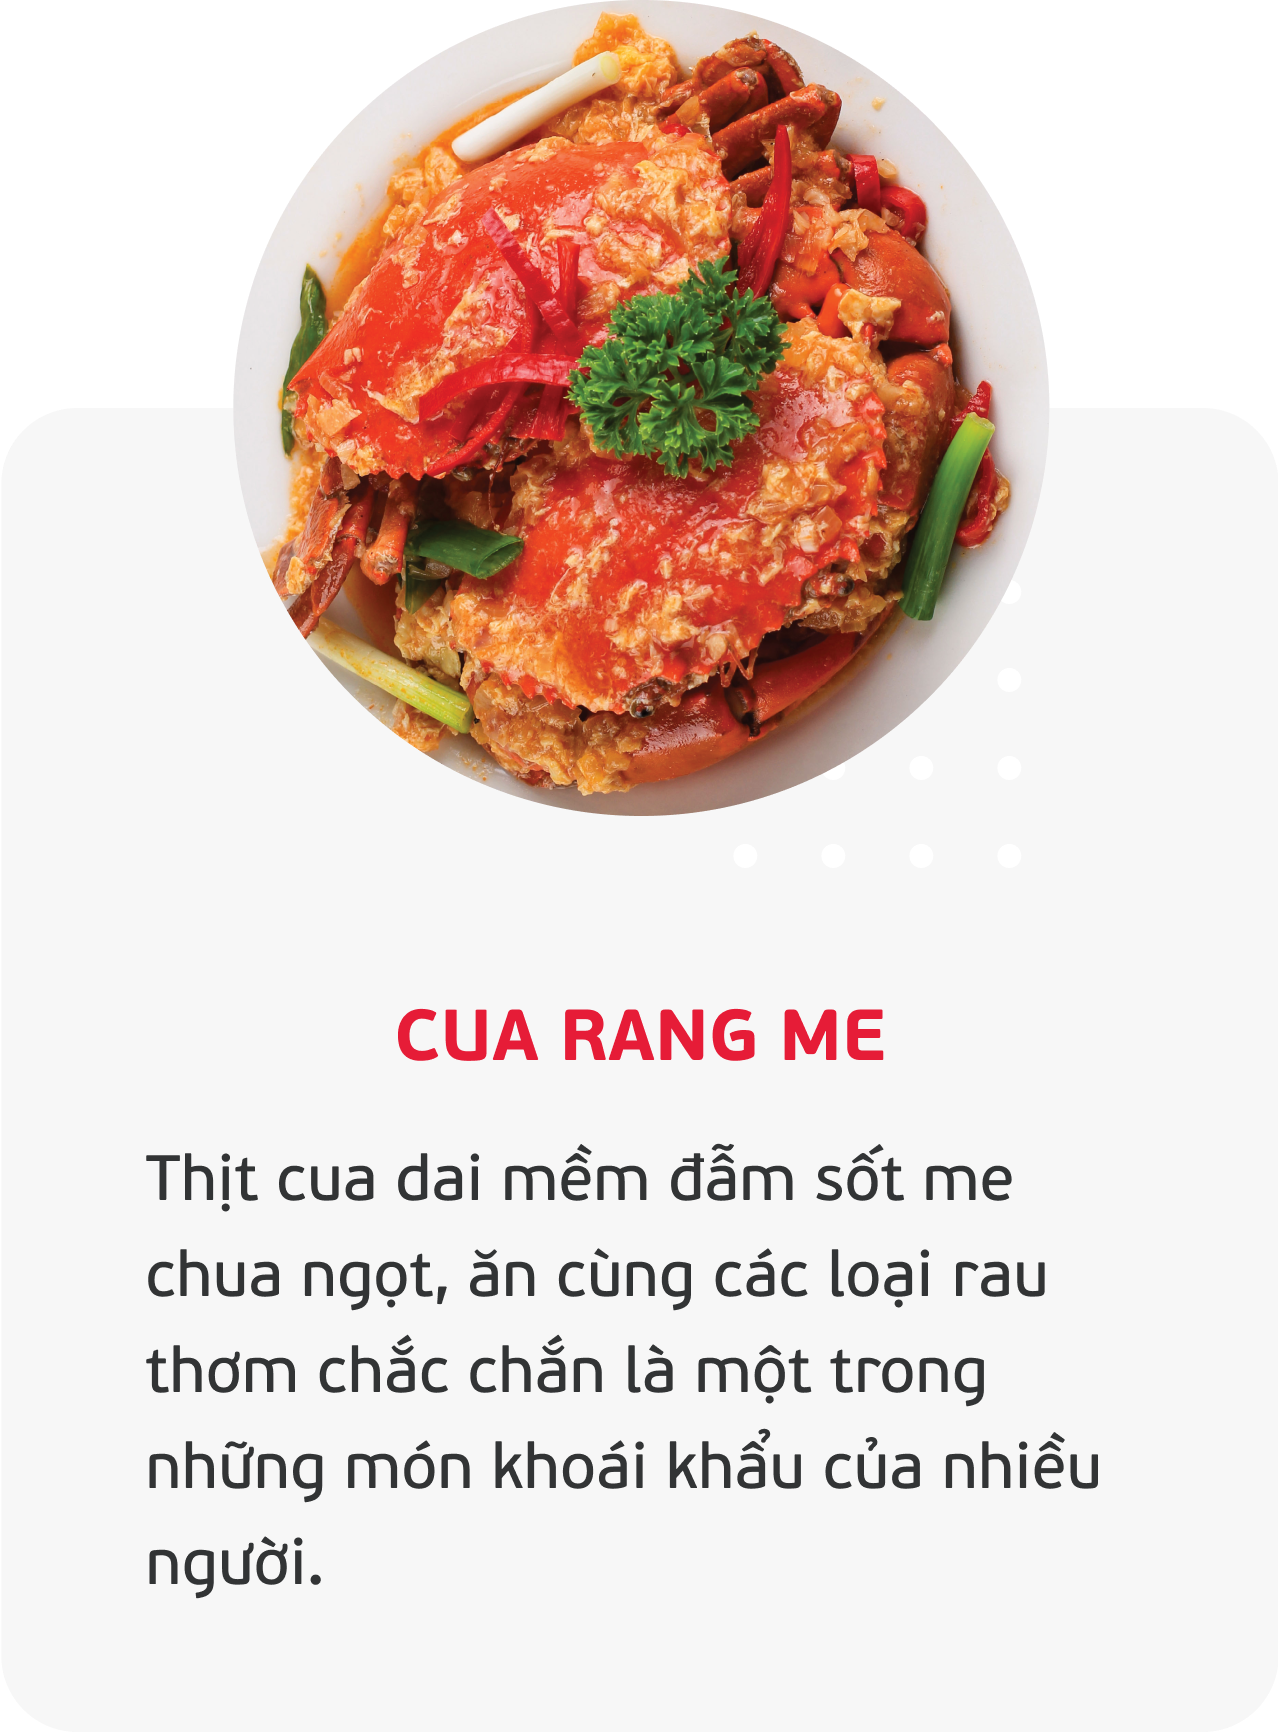 CUA RANG ME
Thịt cua dai mềm đẫm sốt me
chua ngọt, ăn cùng các loại rau
thơm chắc chắn là một trong
những món khoái khẩu của nhiều
người.